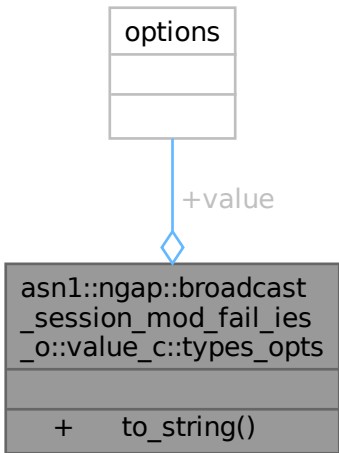 options
+value
asn1::ngap::broadcast
_session_mod_fail_ies
_o::value_c::types_opts
+ to_string()